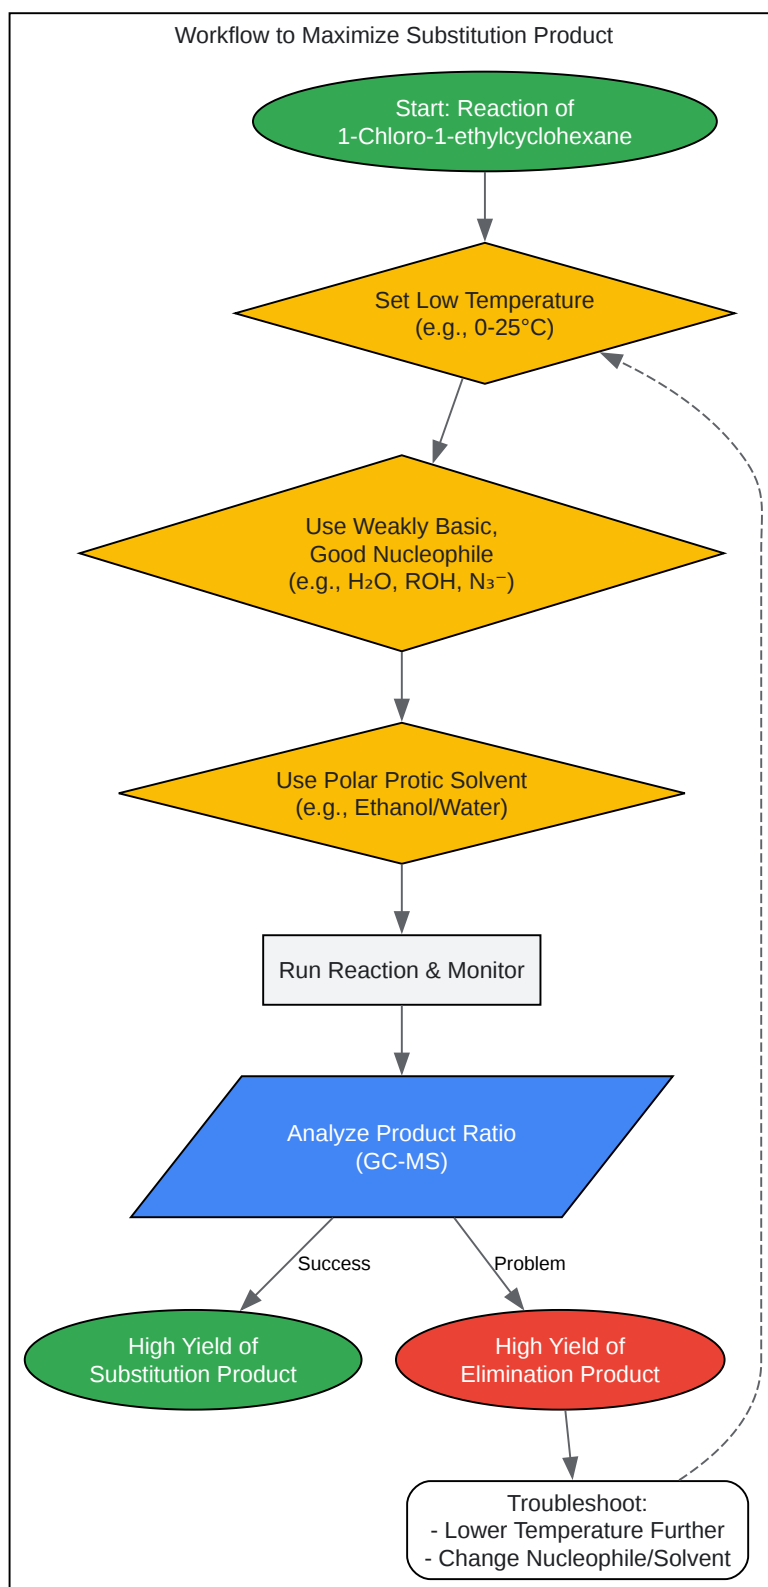 Workflow to Maximize Substitution Product
Start: Reaction of
1-Chloro-1-ethylcyclohexane
Set Low Temperature
(e.g., 0-25°C)
Use Weakly Basic,
Good Nucleophile
(e.g., H₂O, ROH, N₃⁻)
Use Polar Protic Solvent
(e.g., Ethanol/Water)
Run Reaction & Monitor
Analyze Product Ratio
(GC-MS)
Success
Problem
High Yield of
Substitution Product
High Yield of
Elimination Product
Troubleshoot:
- Lower Temperature Further
- Change Nucleophile/Solvent